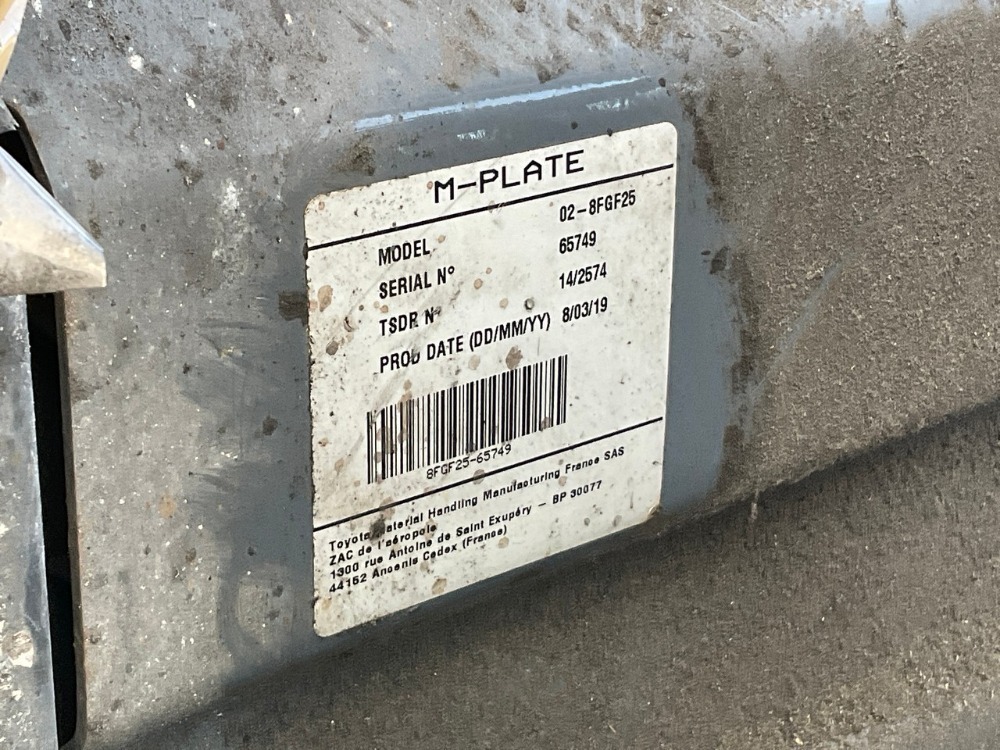 M-PLATE
MODEL 02-8FGF25
SERIAL N° 65749
TSDR N° 14/2574
PROD DATE (DD/MM/YY) 8/03/19
8FGF25-65749
Toyota Material Handling Manufacturing France SAS
ZAC de l'aéropole
1300 rue Antoine de Saint Exupéry – BP 30077
44152 Ancenis Cedex (France)